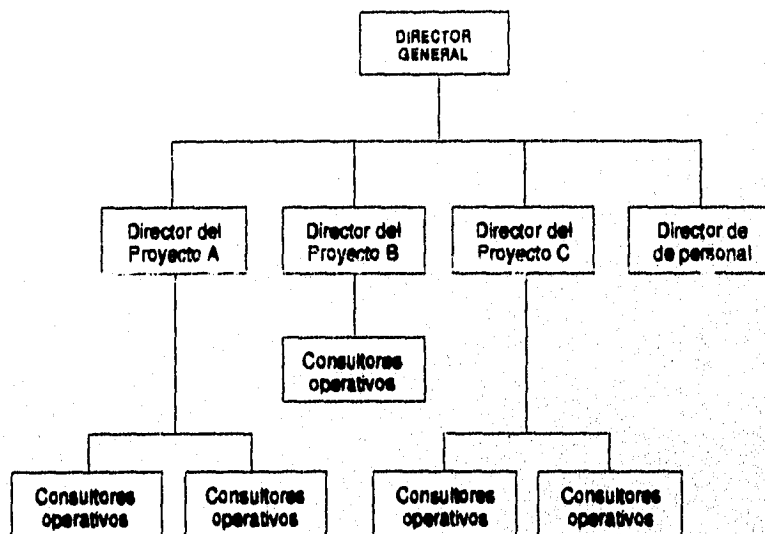 DIRECTOR
GENERAL
Director del
Proyecto A
Director del
Proyecto B
Director del
Proyecto C
Director de
de personal
Consultores
operativos
Consultores
operativos
Consultores
operativos
Consultores
operativos
Consultores
operativos